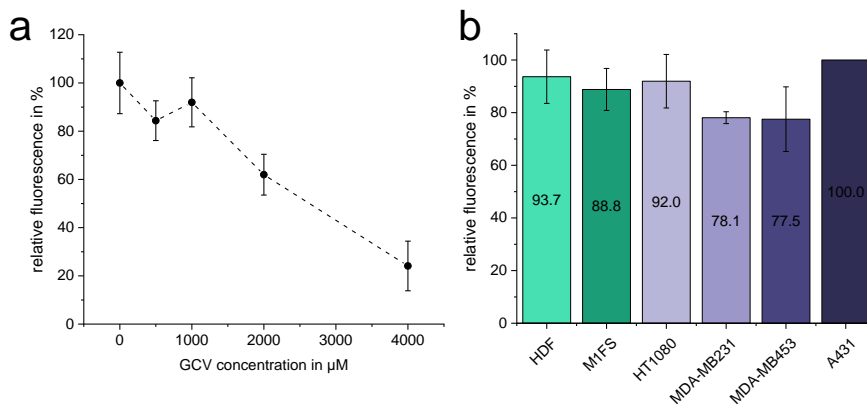 a
relative fluorescence in %
120
100
80
60
40
20
0
0 1000 2000 3000 4000
GCV concentration in µM
b
relative fluorescence in %
100
80
60
40
20
0
93.7
88.8
92.0
78.1
77.5
100.0
HDF
M1FS
HT1080
MDA-MB231
MDA-MB453
A431